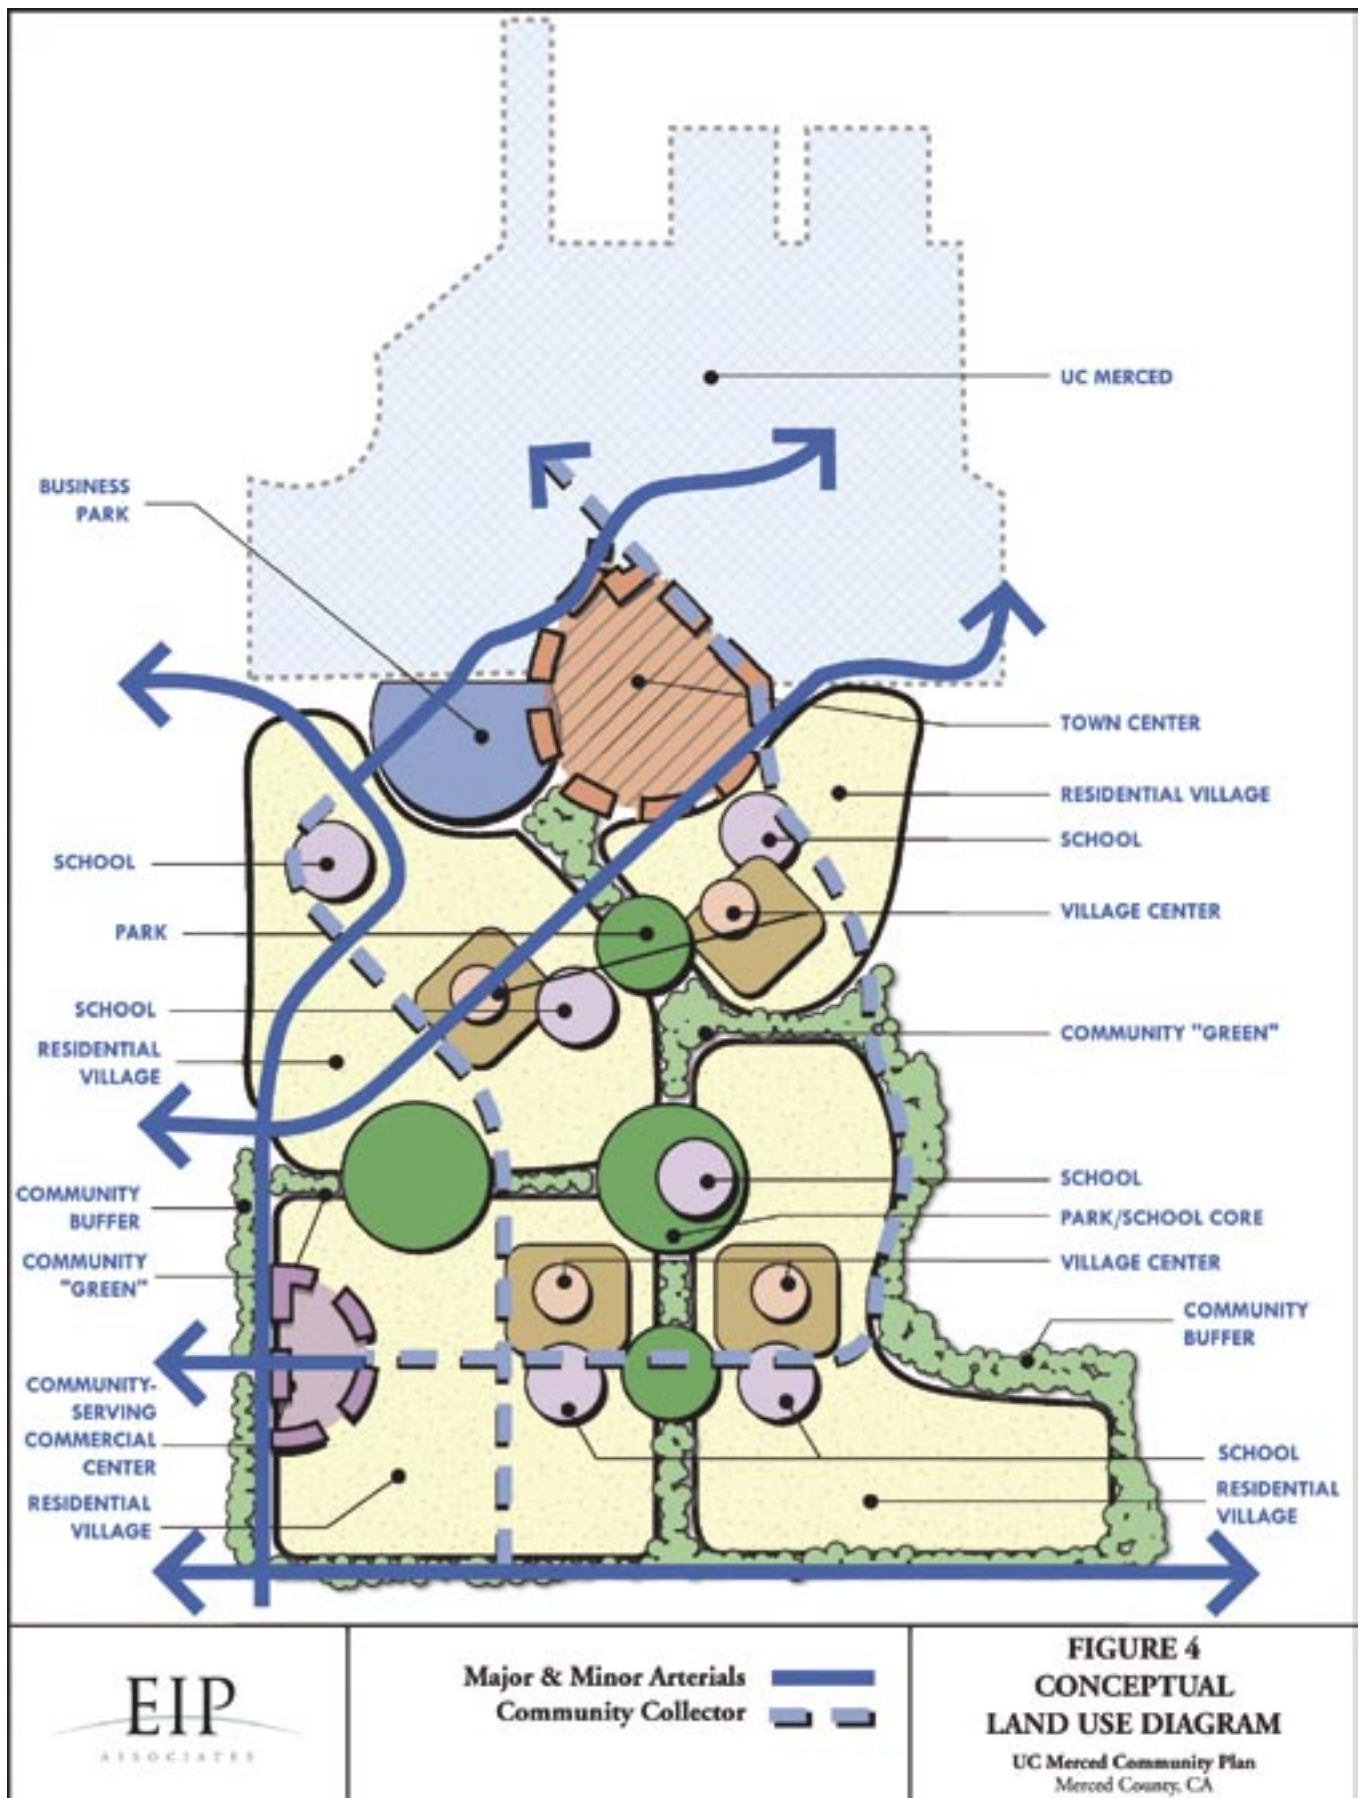 UC MERCED
BUSINESS
PARK
TOWN CENTER
RESIDENTIAL VILLAGE
SCHOOL
SCHOOL
VILLAGE CENTER
PARK
SCHOOL
COMMUNITY "GREEN"
RESIDENTIAL
VILLAGE
SCHOOL
COMMUNITY
BUFFER
PARK/SCHOOL CORE
COMMUNITY
"GREEN"
VILLAGE CENTER
COMMUNITY
BUFFER
COMMUNITY-
SERVING
COMMERCIAL
CENTER
SCHOOL
RESIDENTIAL
VILLAGE
RESIDENTIAL
VILLAGE
EIP
ASSOCIATES
Major & Minor Arterials
Community Collector
FIGURE 4
CONCEPTUAL
LAND USE DIAGRAM
UC Merced Community Plan
Merced County, CA